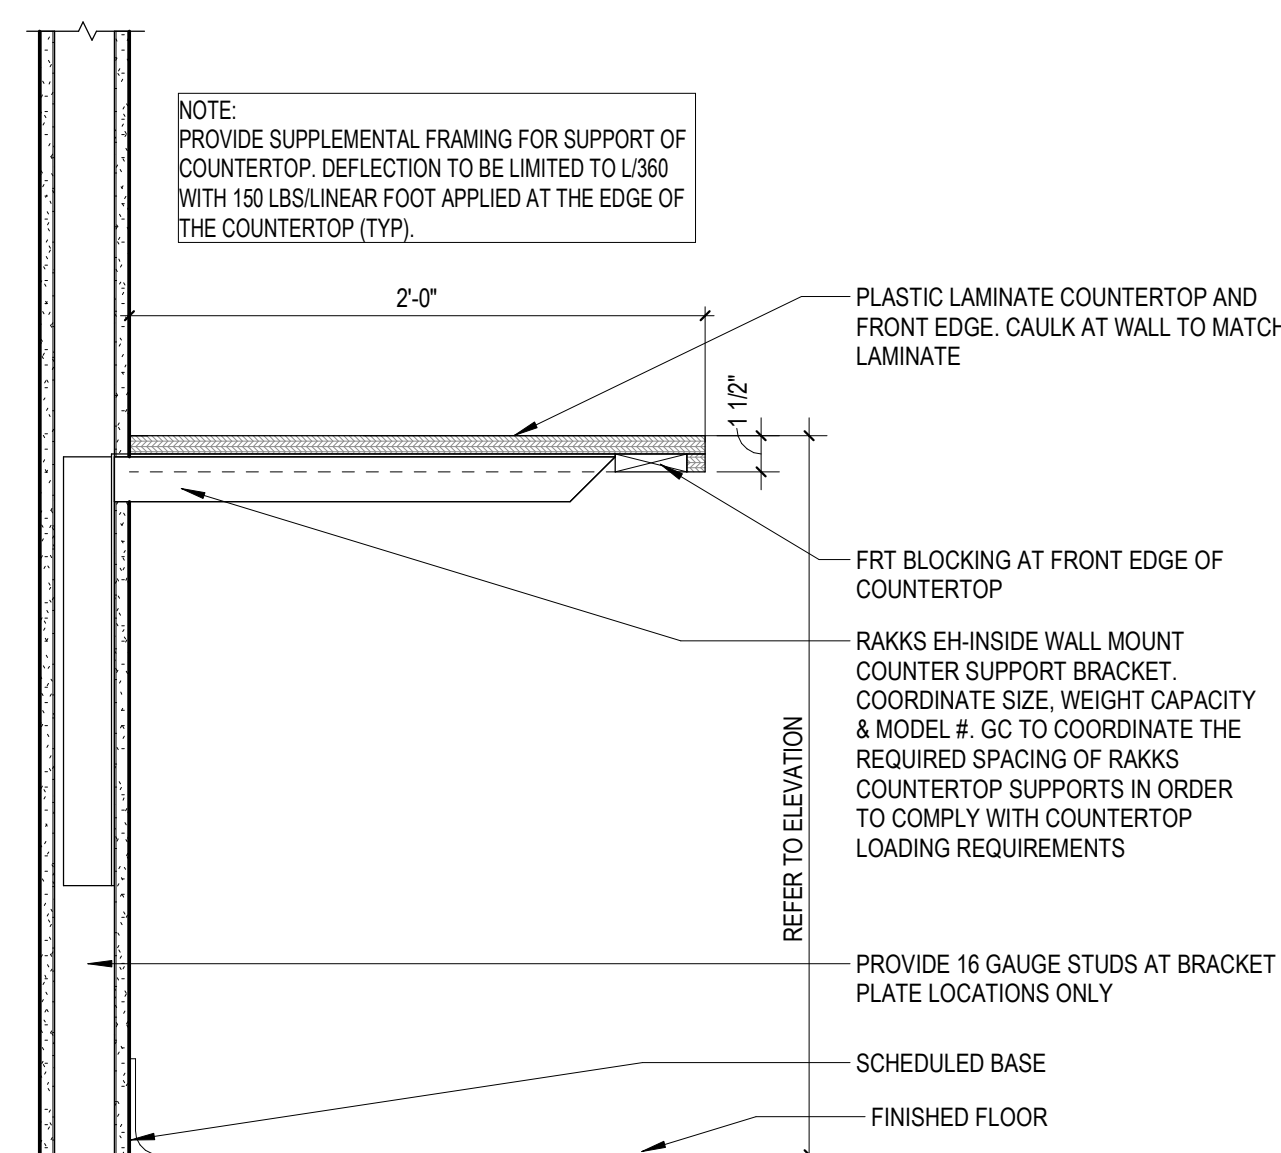 NOTE:
PROVIDE SUPPLEMENTAL FRAMING FOR SUPPORT OF
COUNTERTOP. DEFLECTION TO BE LIMITED TO L/360
WITH 150 LBS/LINEAR FOOT APPLIED AT THE EDGE OF
THE COUNTERTOP (TYP).
2'-0"
PLASTIC LAMINATE COUNTERTOP AND
FRONT EDGE. CAULK AT WALL TO MATCH
LAMINATE
1 1/2"
FRT BLOCKING AT FRONT EDGE OF
COUNTERTOP
RAKKS EH-INSIDE WALL MOUNT
COUNTER SUPPORT BRACKET.
COORDINATE SIZE, WEIGHT CAPACITY
& MODEL #. GC TO COORDINATE THE
REQUIRED SPACING OF RAKKS
COUNTERTOP SUPPORTS IN ORDER
TO COMPLY WITH COUNTERTOP
LOADING REQUIREMENTS
REFER TO ELEVATION
PROVIDE 16 GAUGE STUDS AT BRACKET
PLATE LOCATIONS ONLY
SCHEDULED BASE
FINISHED FLOOR